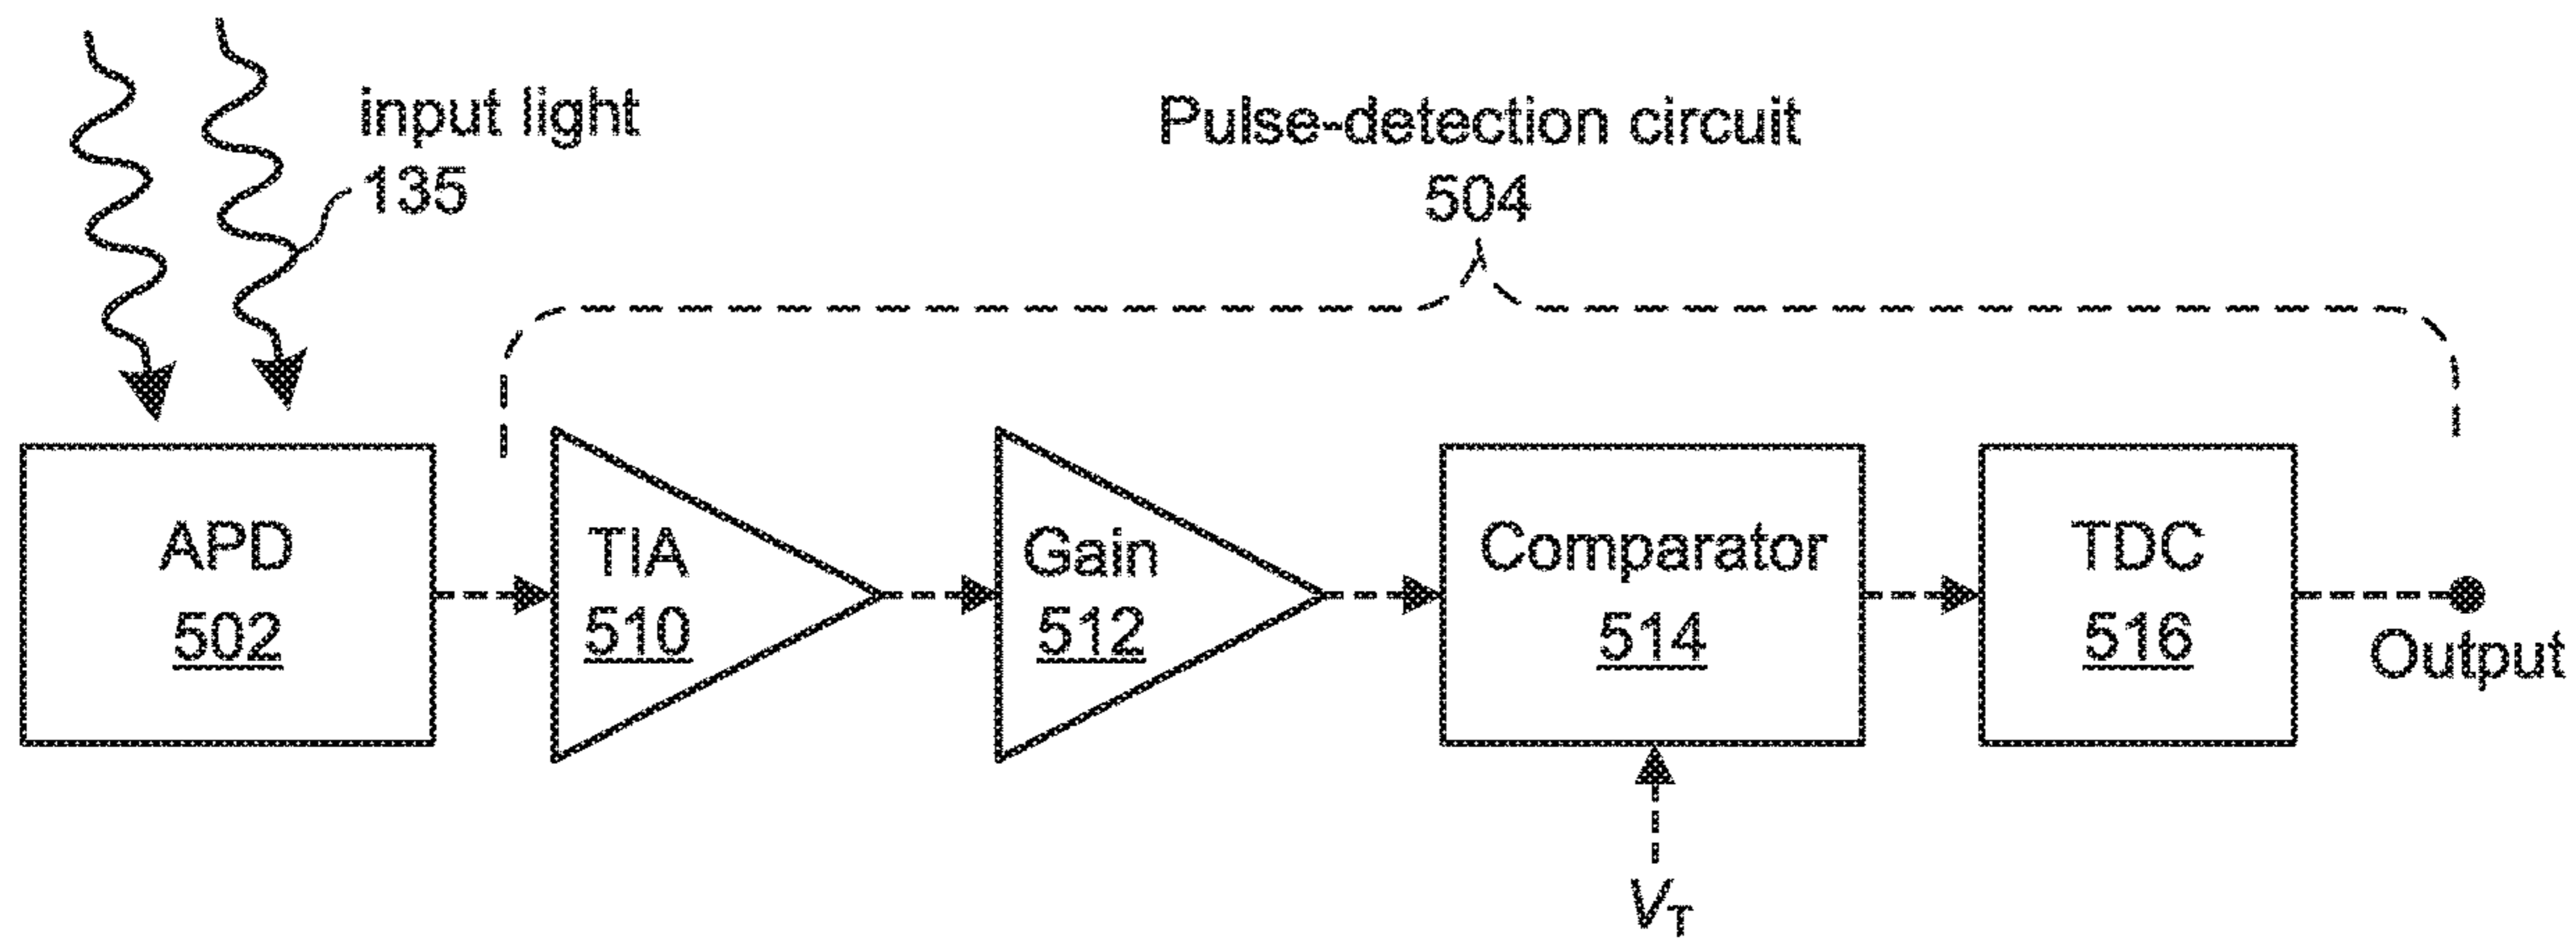 input light
135
Pulse-detection circuit
504
APD
502
TIA
510
Gain
512
Comparator
514
TDC
516
Output
VT